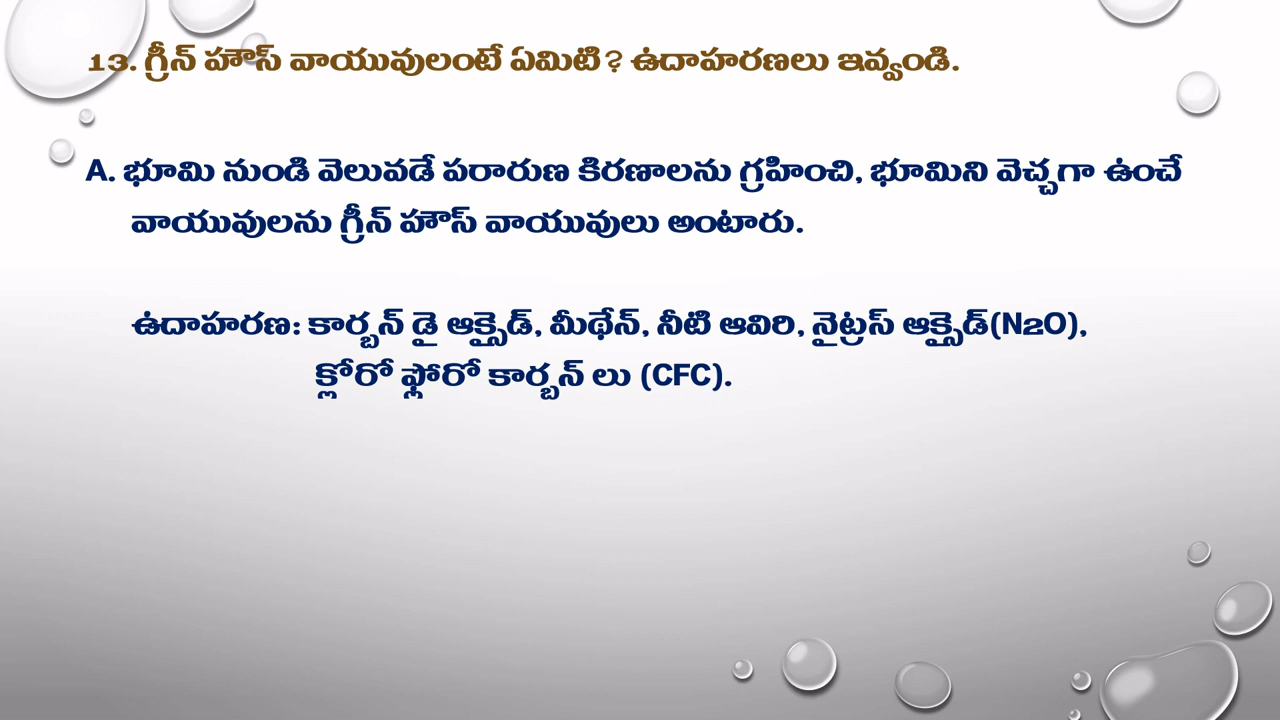 13. గ్రీన్ హౌస్ వాయువులంటే ఏమిటి? ఉదాహరణలు ఇవ్వండి.
A. భూమి నుండి వెలువడే పరారుణ కిరణాలను గ్రహించి, భూమిని వెచ్చగా ఉంచే
వాయువులను గ్రీన్ హౌస్ వాయువులు అంటారు.
ఉదాహరణ: కార్బన్ డై ఆక్సైడ్, మీథేన్, నీటి ఆవిరి, నైట్రస్ ఆక్సైడ్(N2O),
క్లోరో ఫ్లోరో కార్బన్ లు (CFC).